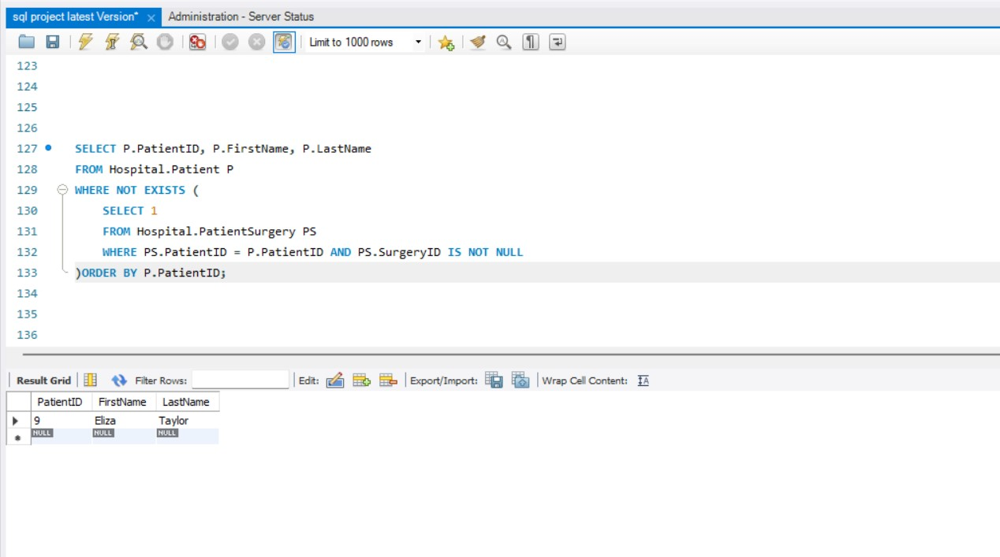 sql project latest Version* × Administration - Server Status
Limit to 1000 rows
123
124
125
126
127 SELECT P.PatientID, P.FirstName, P.LastName
128 FROM Hospital.Patient P
129 WHERE NOT EXISTS (
130 SELECT 1
131 FROM Hospital.PatientSurgery PS
132 WHERE PS.PatientID = P.PatientID AND PS.SurgeryID IS NOT NULL
133 )ORDER BY P.PatientID;
134
135
136
Result Grid Filter Rows: Edit: Export/Import: Wrap Cell Content: IA
PatientID FirstName LastName
9 Eliza Taylor
NULL NULL NULL